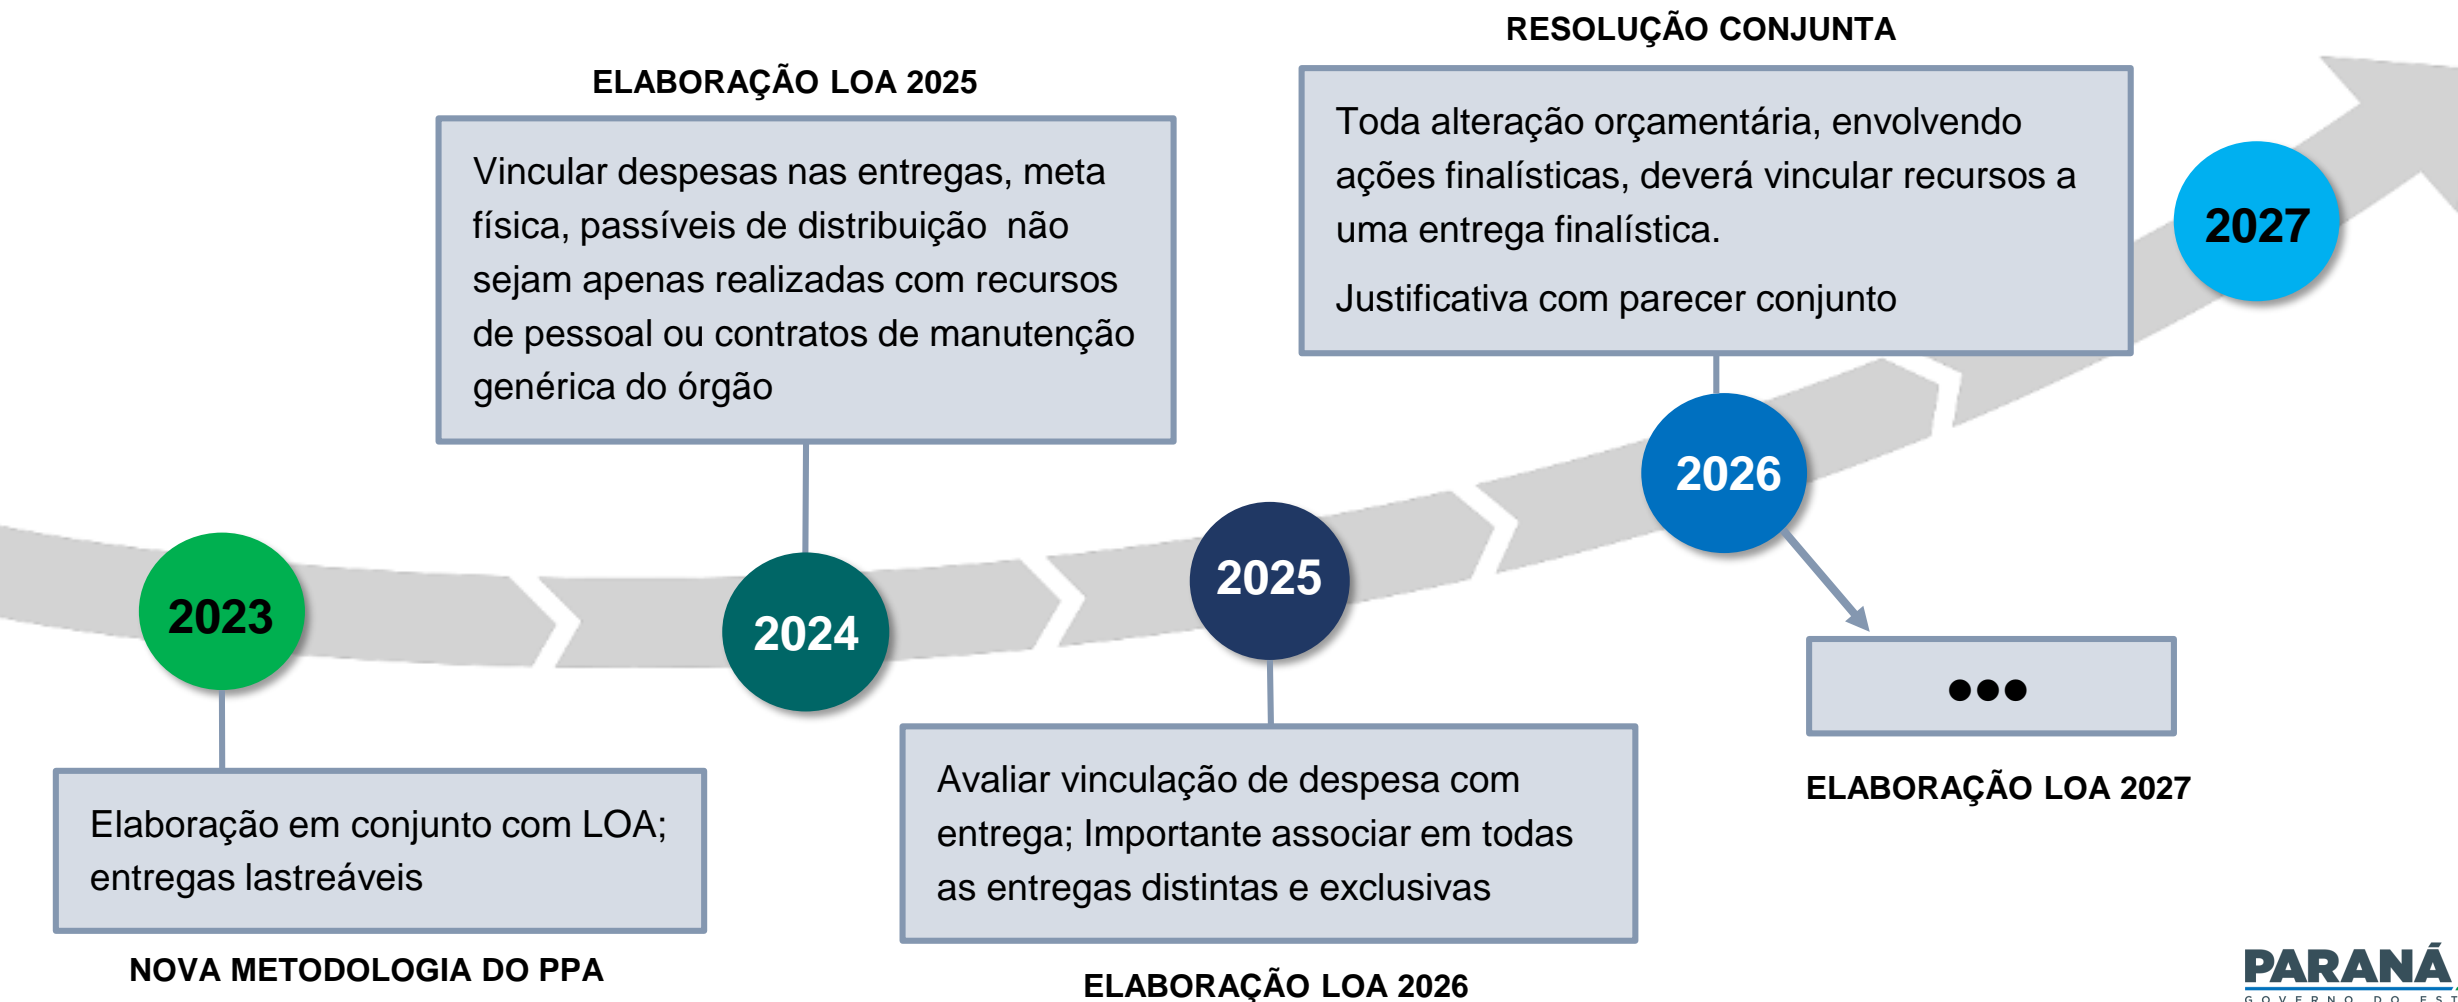 RESOLUÇÃO CONJUNTA
Toda alteração orçamentária, envolvendo
ações finalísticas, deverá vincular recursos a
uma entrega finalística.
Justificativa com parecer conjunto
ELABORAÇÃO LOA 2025
Vincular despesas nas entregas, meta
física, passíveis de distribuição  não
sejam apenas realizadas com recursos
de pessoal ou contratos de manutenção
genérica do órgão
2023
2024
2025
2026
2027
Elaboração em conjunto com LOA;
entregas lastreáveis
NOVA METODOLOGIA DO PPA
Avaliar vinculação de despesa com
entrega; Importante associar em todas
as entregas distintas e exclusivas
ELABORAÇÃO LOA 2026
●●●
ELABORAÇÃO LOA 2027
PARANÁ
GOVERNO DO EST